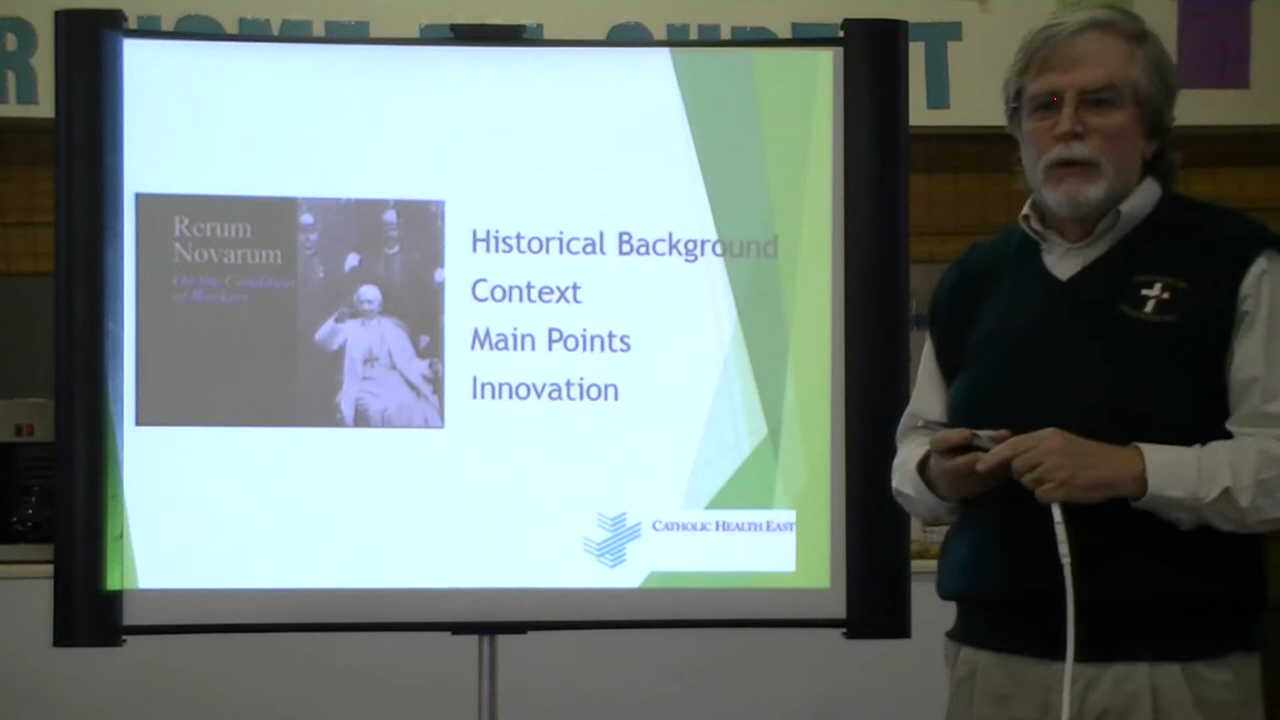 Rerum
Novarum
On the Condition
of Workers
Historical Background
Context
Main Points
Innovation
CATHOLIC HEALTH EAST